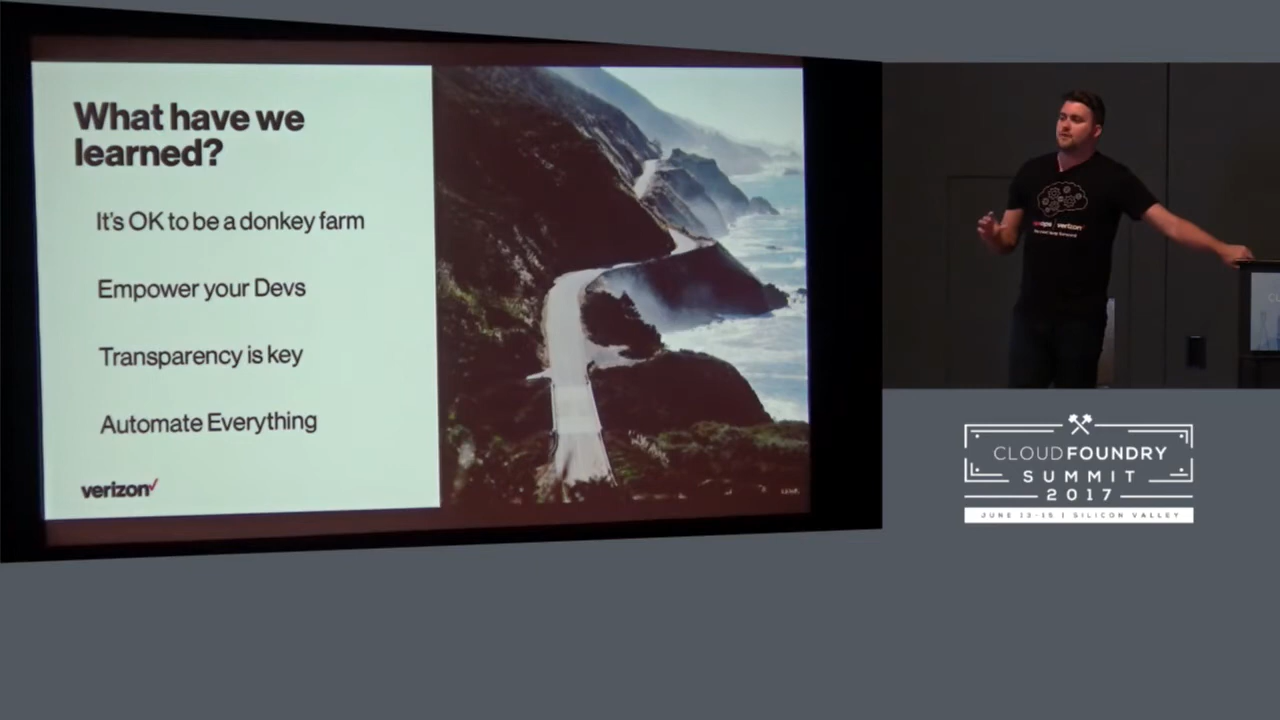 What have we
learned?
It's OK to be a donkey farm
Empower your Devs
Transparency is key
Automate Everything
verizon
verizon
CLOUD FOUNDRY
SUMMIT
2017
JUNE 13-15 | SILICON VALLEY